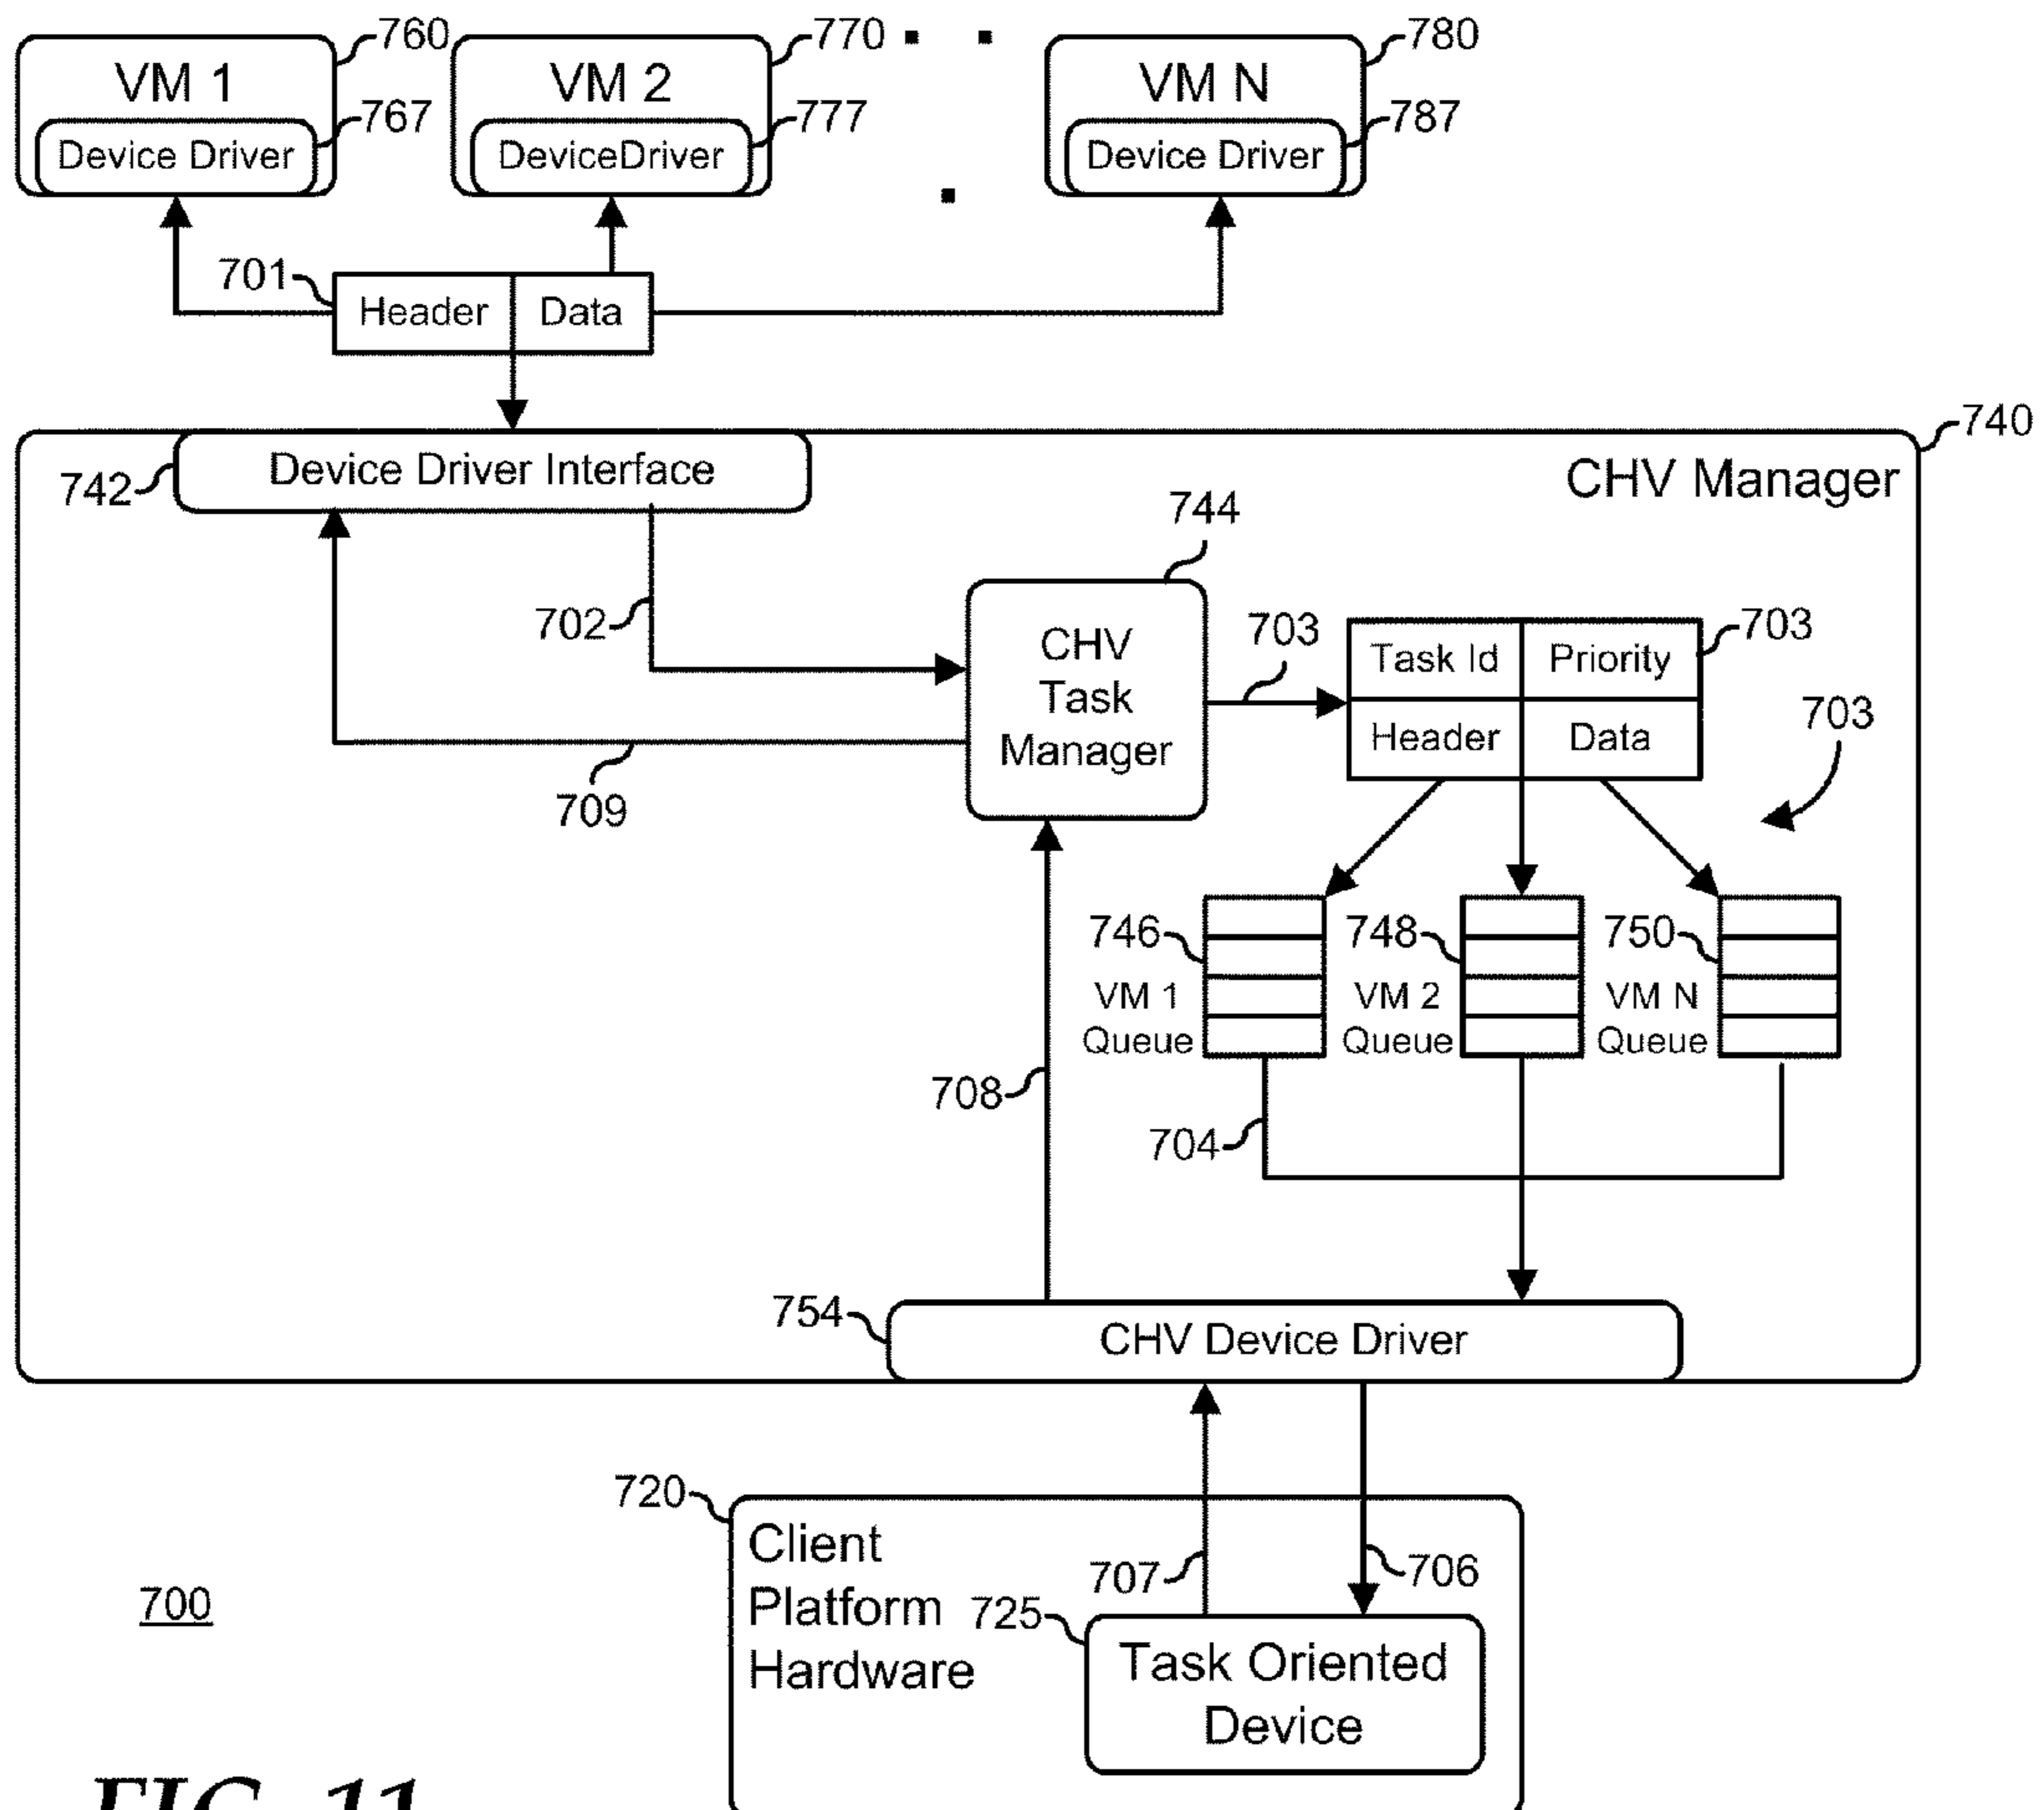 760
770
780
VM 1
VM 2
VM N
767
777
787
Device Driver
DeviceDriver
Device Driver
701
Header
Data
740
742
Device Driver Interface
CHV Manager
744
702
CHV
Task
Manager
703
Task Id
Priority
703
Header
Data
703
709
746
VM 1
Queue
748
VM 2
Queue
750
VM N
Queue
708
704
754
CHV Device Driver
720
Client
Platform
Hardware
707
706
725
Task Oriented
Device
700
FIG. 11